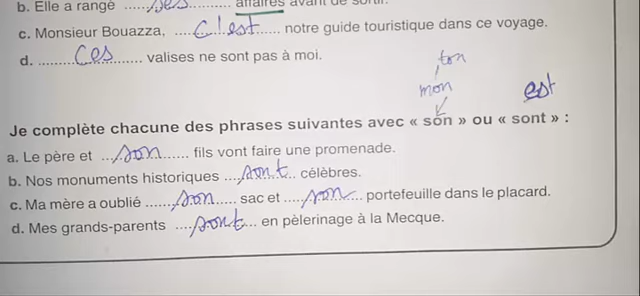 b. Elle a rangé ...ses... affaires avant de sortir.
c. Monsieur Bouazza, ...C'est... notre guide touristique dans ce voyage.
d. ...Ces... valises ne sont pas à moi.
ton
mon
est
Je complète chacune des phrases suivantes avec « son » ou « sont » :
a. Le père et ...son... fils vont faire une promenade.
b. Nos monuments historiques ...sont... célèbres.
c. Ma mère a oublié ...son... sac et ...son... portefeuille dans le placard.
d. Mes grands-parents ...sont... en pèlerinage à la Mecque.